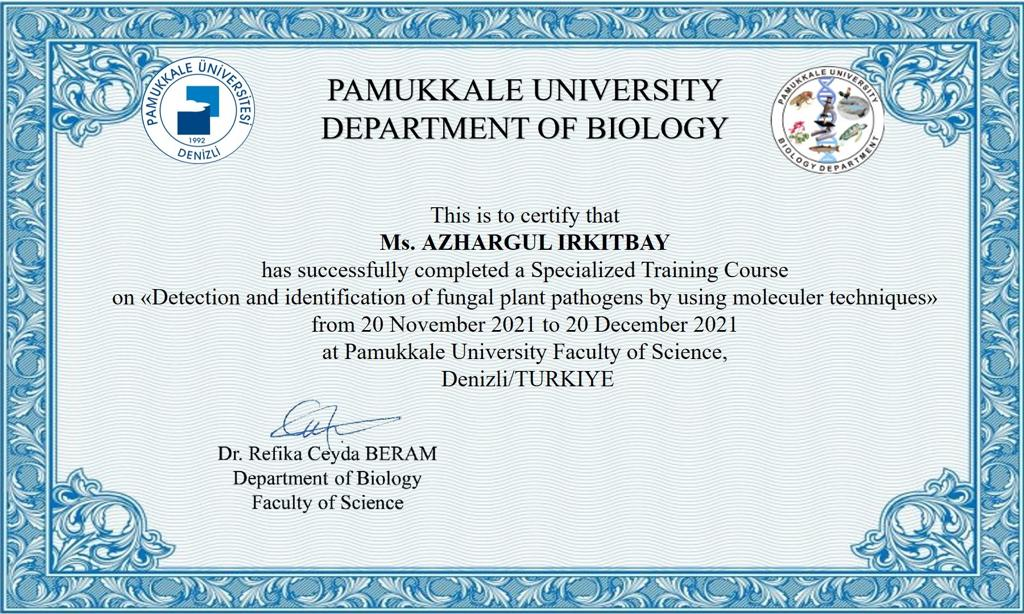 PAMUKKALE ÜNİVERSİTESİ
1992
DENİZLİ
PAMUKKALE UNIVERSITY
DEPARTMENT OF BIOLOGY
PAMUKKALE UNIVERSITY
BIOLOGY DEPARTMENT
This is to certify that
Ms. AZHARGUL IRKITBAY
has successfully completed a Specialized Training Course
on «Detection and identification of fungal plant pathogens by using moleculer techniques»
from 20 November 2021 to 20 December 2021
at Pamukkale University Faculty of Science,
Denizli/TURKIYE
Dr. Refika Ceyda BERAM
Department of Biology
Faculty of Science